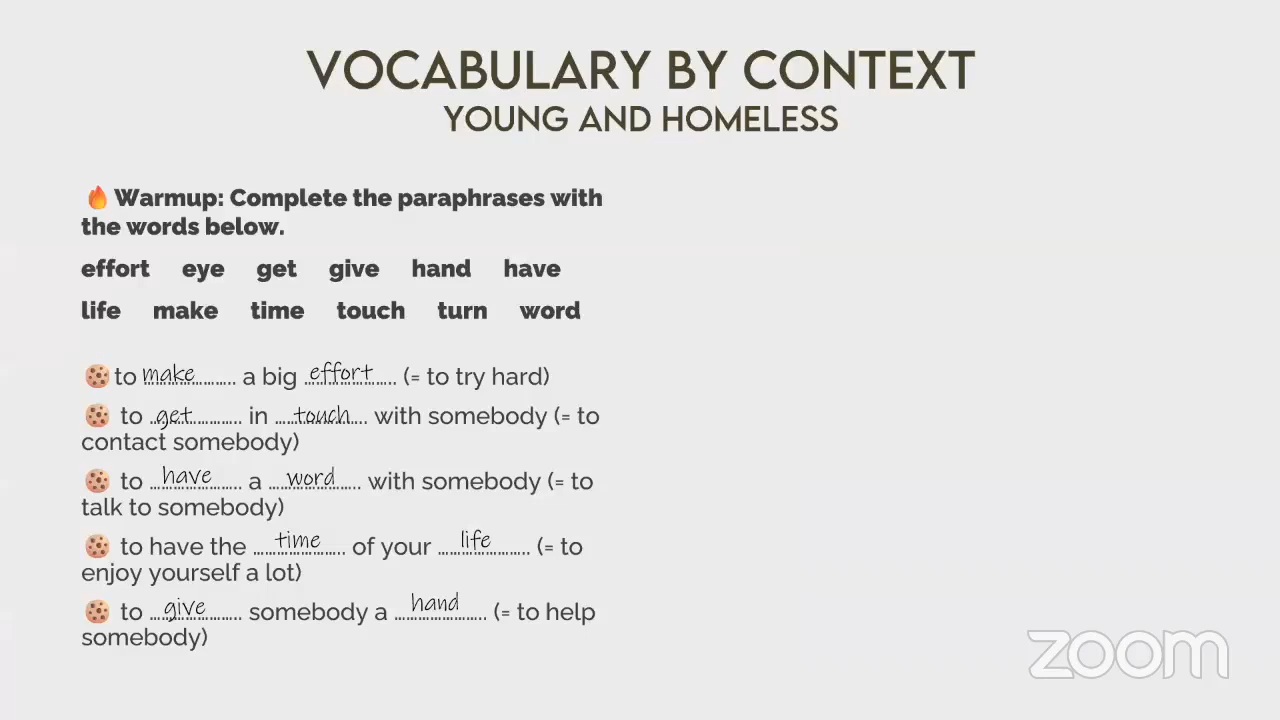 VOCABULARY BY CONTEXT
YOUNG AND HOMELESS
🔥 Warmup: Complete the paraphrases with
the words below.
effort eye get give hand have
life make time touch turn word
🍪 to make a big effort (= to try hard)
🍪 to get in touch with somebody (= to
contact somebody)
🍪 to have a word with somebody (= to
talk to somebody)
🍪 to have the time of your life (= to
enjoy yourself a lot)
🍪 to give somebody a hand (= to help
somebody)
zoom